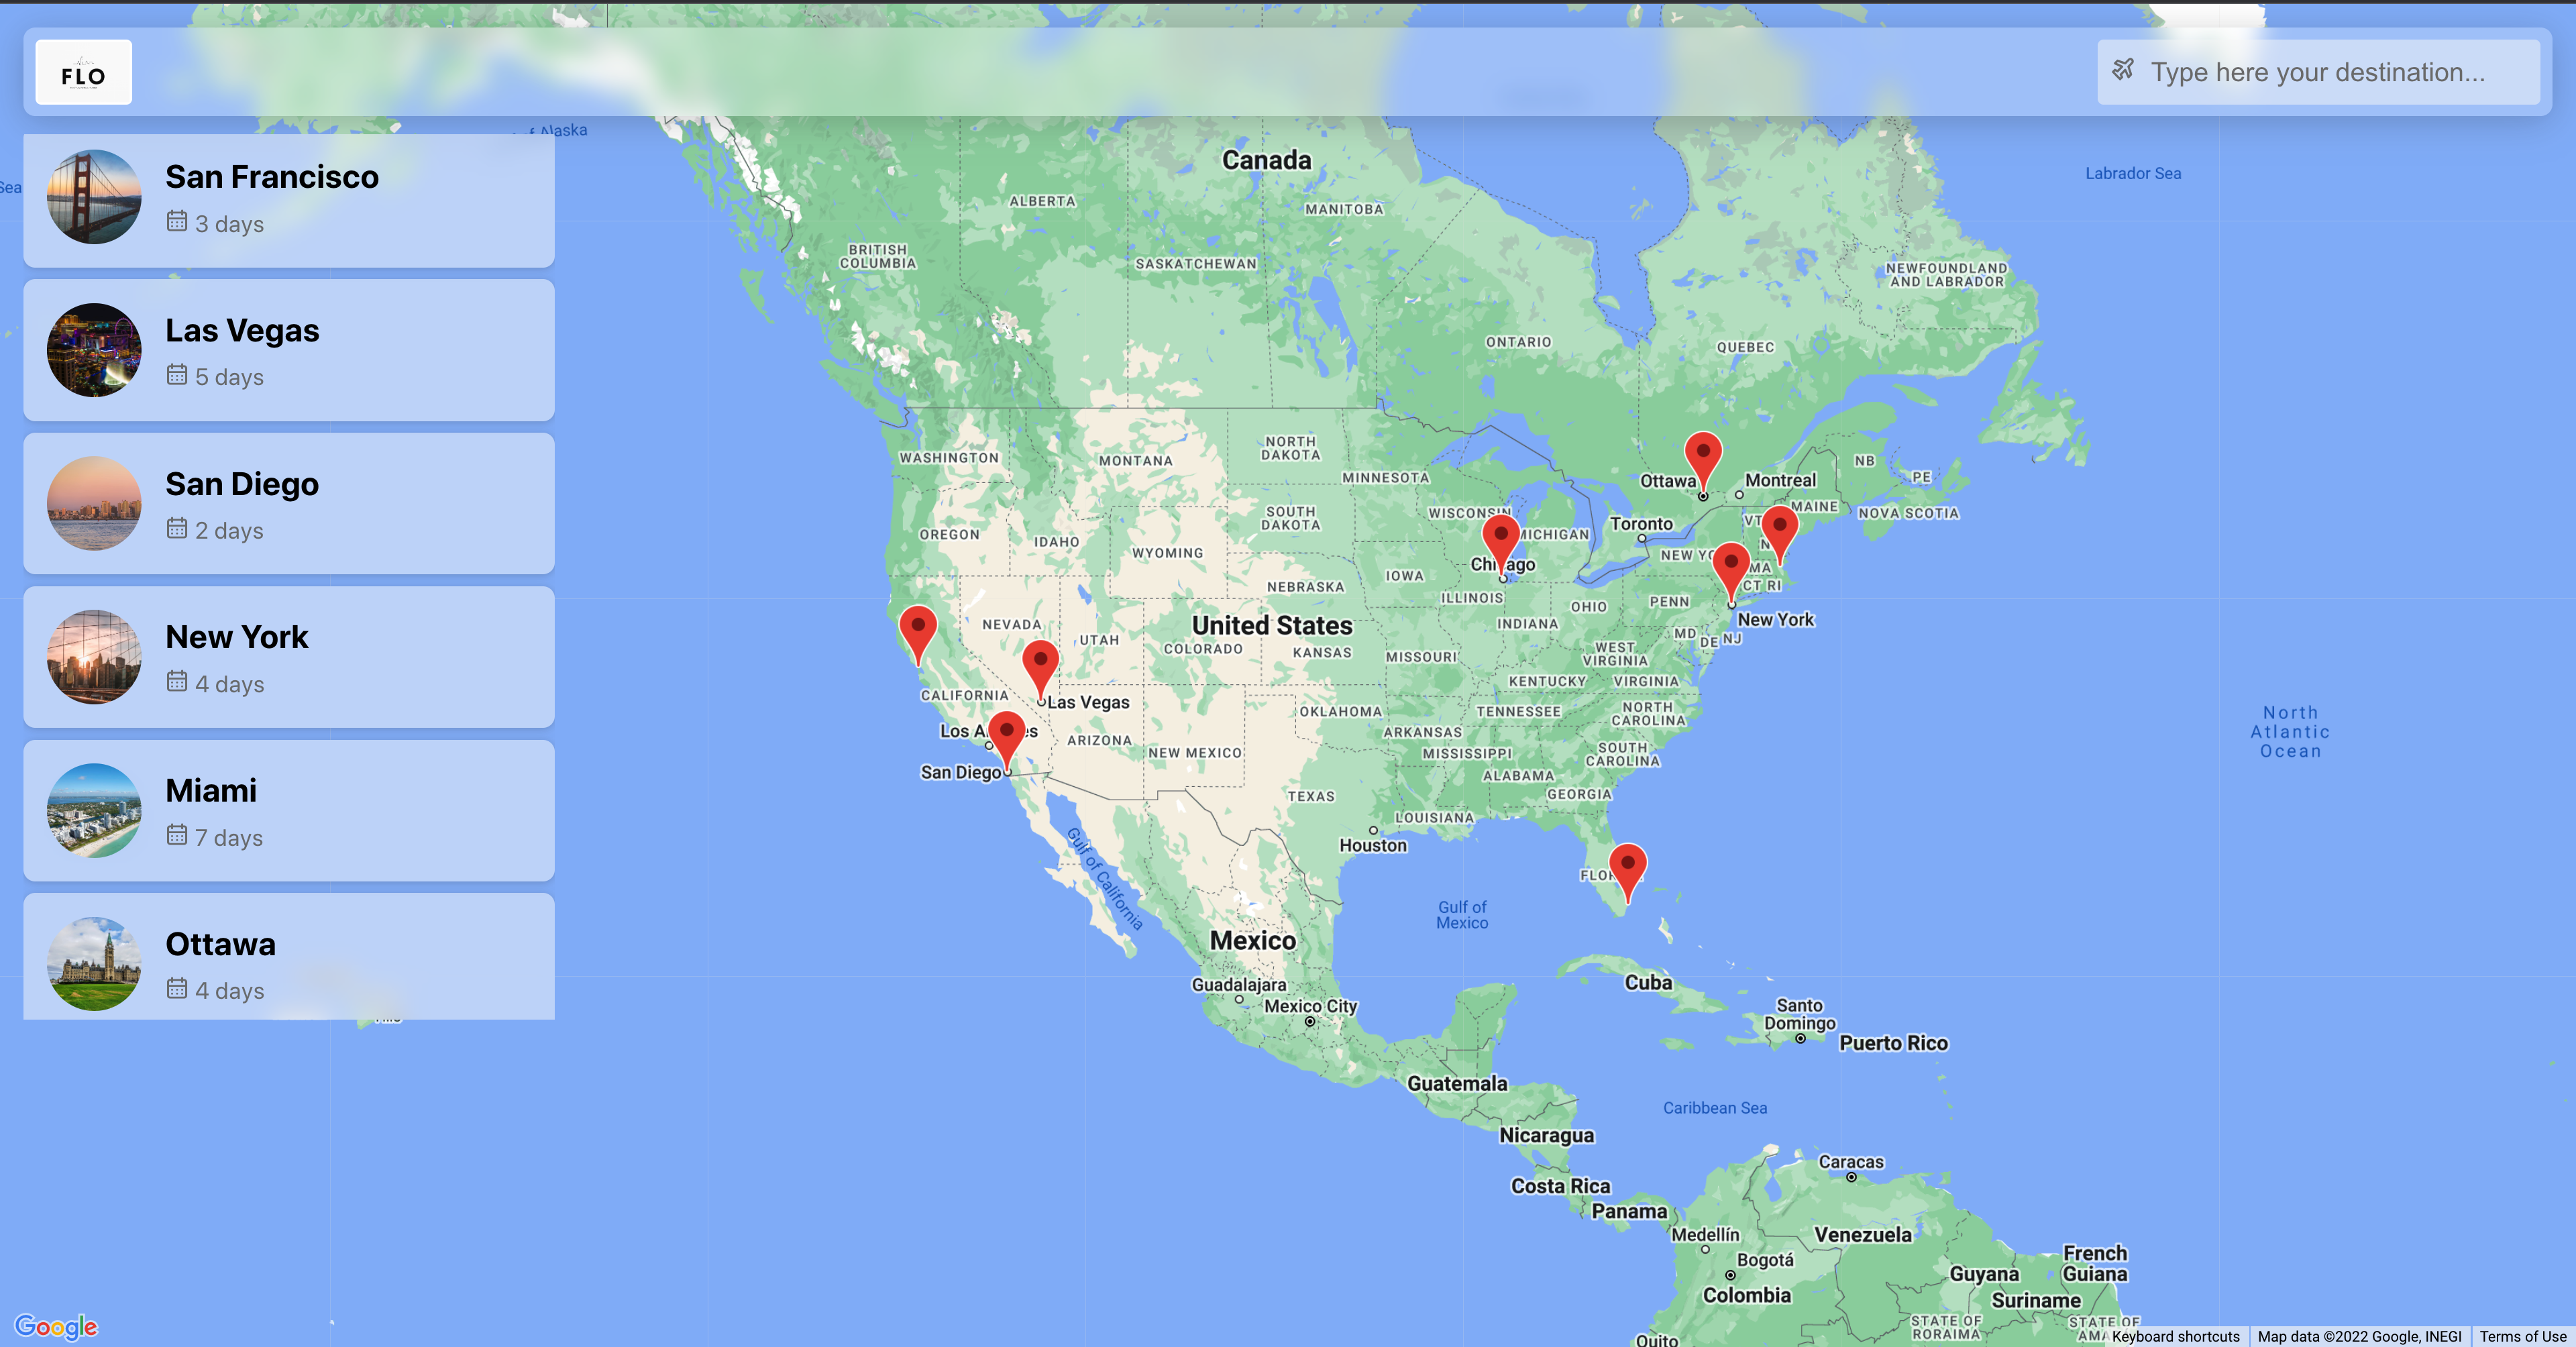 FLO
Type here your destination...
San Francisco
3 days
Las Vegas
5 days
San Diego
2 days
New York
4 days
Miami
7 days
Ottawa
4 days
Sea
Labrador Sea
Canada
ALBERTA
MANITOBA
BRITISH
COLUMBIA
SASKATCHEWAN
NEWFOUNDLAND
AND LABRADOR
ONTARIO
QUEBEC
NORTH
DAKOTA
WASHINGTON
MONTANA
MINNESOTA
NB
PE
Ottawa
Montreal
MAINE
NOVA SCOTIA
SOUTH
DAKOTA
WISCONSIN
VT
Toronto
OREGON
IDAHO
WYOMING
MICHIGAN
Chicago
NEW YO
MA
CT RI
IOWA
NEBRASKA
ILLINOIS
OHIO
PENN
United States
NEVADA
UTAH
COLORADO
KANSAS
INDIANA
New York
MD
DE
NJ
WEST
VIRGINIA
MISSOURI
KENTUCKY
VIRGINIA
CALIFORNIA
Las Vegas
OKLAHOMA
TENNESSEE
NORTH
CAROLINA
Los A es
ARIZONA
NEW MEXICO
ARKANSAS
MISSISSIPPI
SOUTH
CAROLINA
San Diego
ALABAMA
TEXAS
GEORGIA
LOUISIANA
Houston
North
Atlantic
Ocean
Gulf of California
FLOR
Gulf of
Mexico
Mexico
Guadalajara
Mexico City
Cuba
Santo
Domingo
Puerto Rico
Guatemala
Caribbean Sea
Nicaragua
Caracas
Costa Rica
Panama
Medellín
Venezuela
Bogotá
French
Guiana
Guyana
Colombia
Suriname
STATE OF
RORAIMA
STATE OF
AMA
Quito
Google
Keyboard shortcuts
Map data ©2022 Google, INEGI
Terms of Use